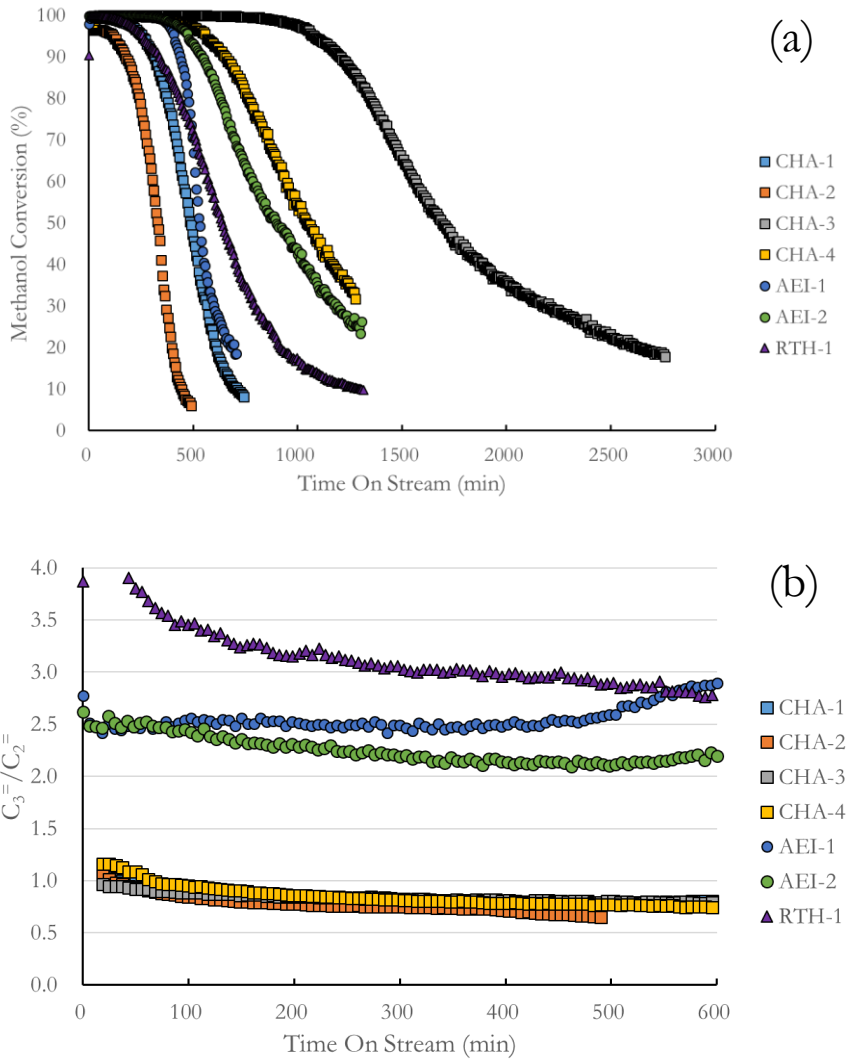 (a)
100
90
80
70
60
50
40
30
20
10
0
Methanol Conversion (%)
0 500 1000 1500 2000 2500 3000
Time On Stream (min)
CHA-1
CHA-2
CHA-3
CHA-4
AEI-1
AEI-2
RTH-1
(b)
4.0
3.5
3.0
2.5
2.0
1.5
1.0
0.5
0.0
C₃⁼/C₂⁼
0 100 200 300 400 500 600
Time On Stream (min)
CHA-1
CHA-2
CHA-3
CHA-4
AEI-1
AEI-2
RTH-1